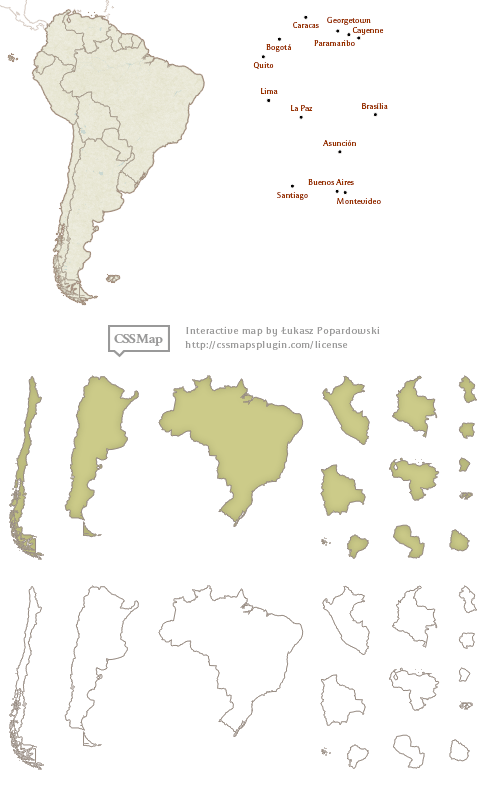 Caracas
Georgetown
Cayenne
Paramaribo
Bogotá
Quito
Lima
La Paz
Brasília
Asunción
Buenos Aires
Santiago
Montevideo
CSSMap
Interactive map by Łukasz Popardowski
http://cssmapsplugin.com/license